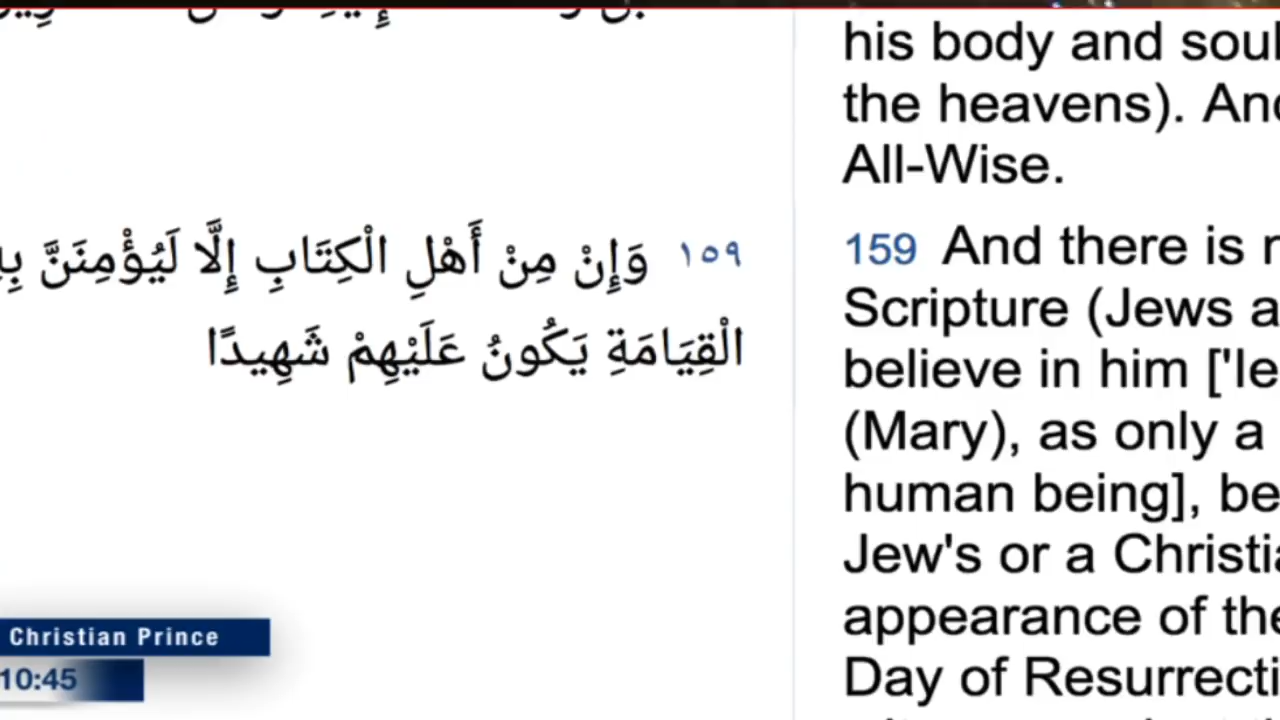 his body and soul
the heavens). And
All-Wise.
١٥٩ وَإِنْ مِنْ أَهْلِ الْكِتَابِ إِلَّا لَيُؤْمِنَنَّ
الْقِيَامَةِ يَكُونُ عَلَيْهِمْ شَهِيدًا
159 And there is
Scripture (Jews a
believe in him ['Ie
(Mary), as only a
human being], be
Jew's or a Christia
appearance of the
Day of Resurrecti
Christian Prince
10:45